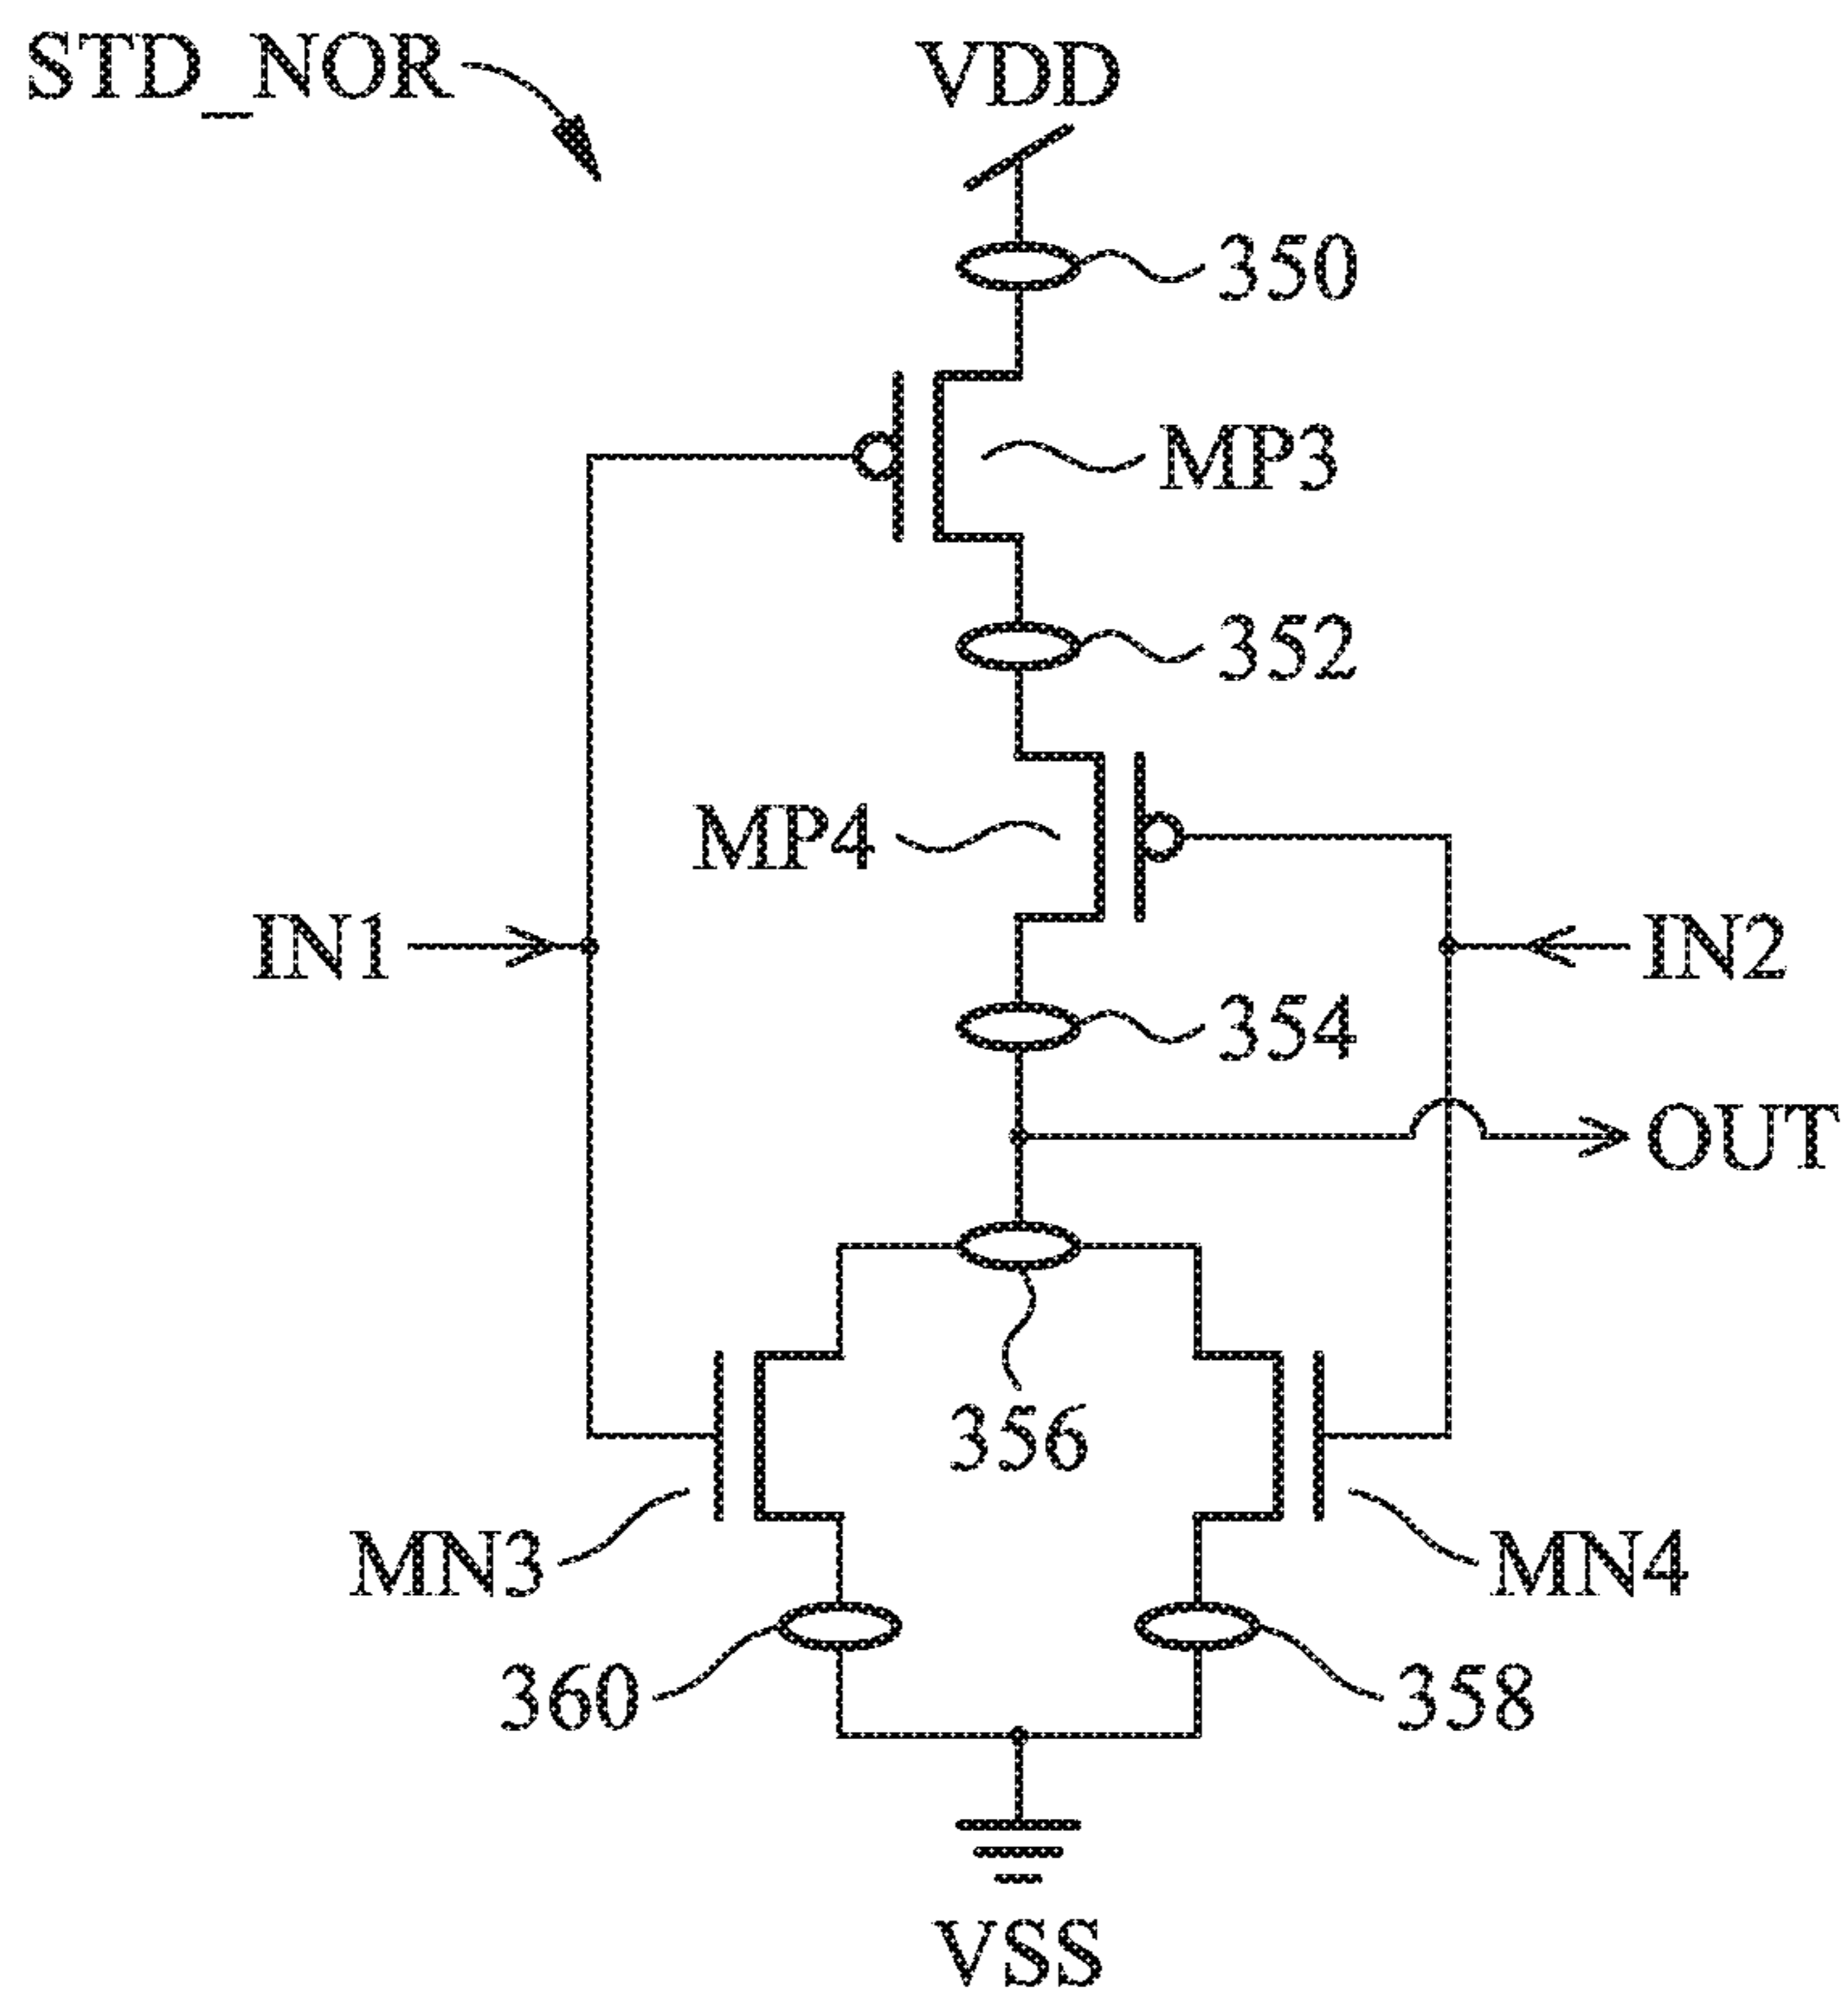 STD_NOR
VDD
350
MP3
352
MP4
IN1
IN2
354
OUT
356
MN3
MN4
360
358
VSS